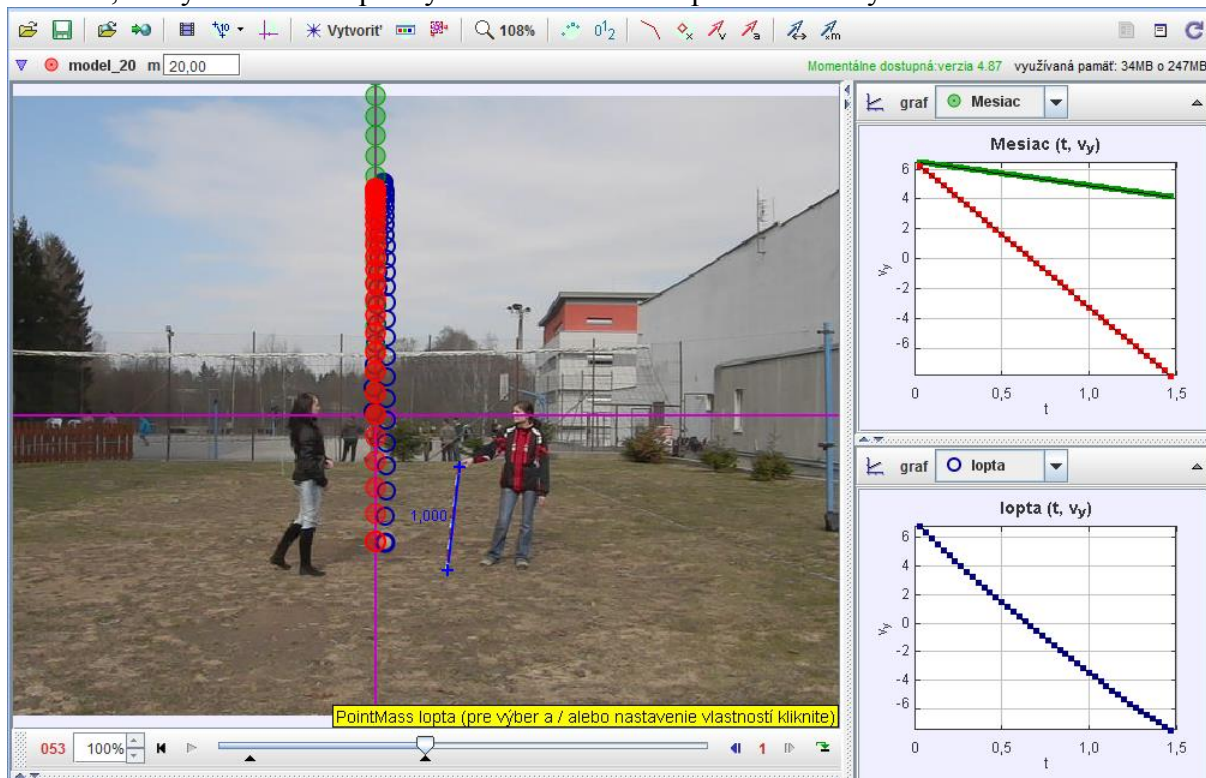 Vytvoriť 108%
model_20 m 20,00 Momentálne dostupná:verzia 4.87 využívaná pamäť: 34MB o 247MB
graf Mesiac
Mesiac (t, vy)
6
4
2
0
-2
-4
-6
vy
0 0,5 1,0 1,5
t
1,000
graf lopta
lopta (t, vy)
6
4
2
0
-2
-4
-6
vy
0 0,5 1,0 1,5
t
PointMass lopta (pre výber a / alebo nastavenie vlastností kliknite)
053 100% 1